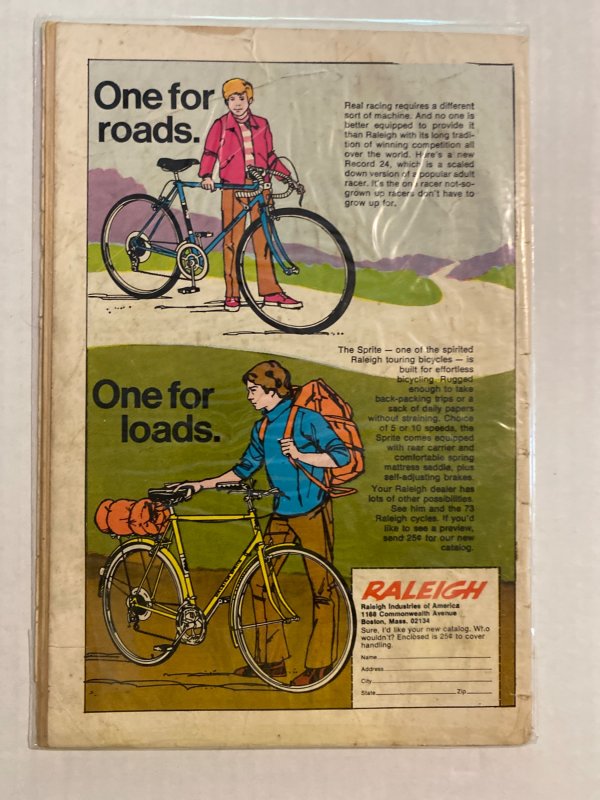 One for
roads.
Real racing requires a different
sort of machine. And no one is
better equipped to provide it
than Raleigh with its long tradi-
tion of winning competition all
over the world. Here's a new
Record 24, which is a scaled
down version of a popular adult
racer. It's the one racer not-so-
grown up racers don't have to
grow up for.
The Sprite — one of the spirited
Raleigh touring bicycles — is
built for effortless
bicycling. Rugged
enough to take
back-packing trips or a
sack of daily papers
without straining. Choice
of 5 or 10 speeds, the
Sprite comes equipped
with rear carrier and
comfortable spring
mattress saddle, plus
self-adjusting brakes.
Your Raleigh dealer has
lots of other possibilities.
See him and the 73
Raleigh cycles. If you'd
like to see a preview,
send 25¢ for our new
catalog.
One for
loads.
RALEIGH
Raleigh Industries of America
1168 Commonwealth Avenue
Boston, Mass. 02134
Sure, I'd like your new catalog. Who
wouldn't? Enclosed is 25¢ to cover
handling.
Name
Address
City
State Zip